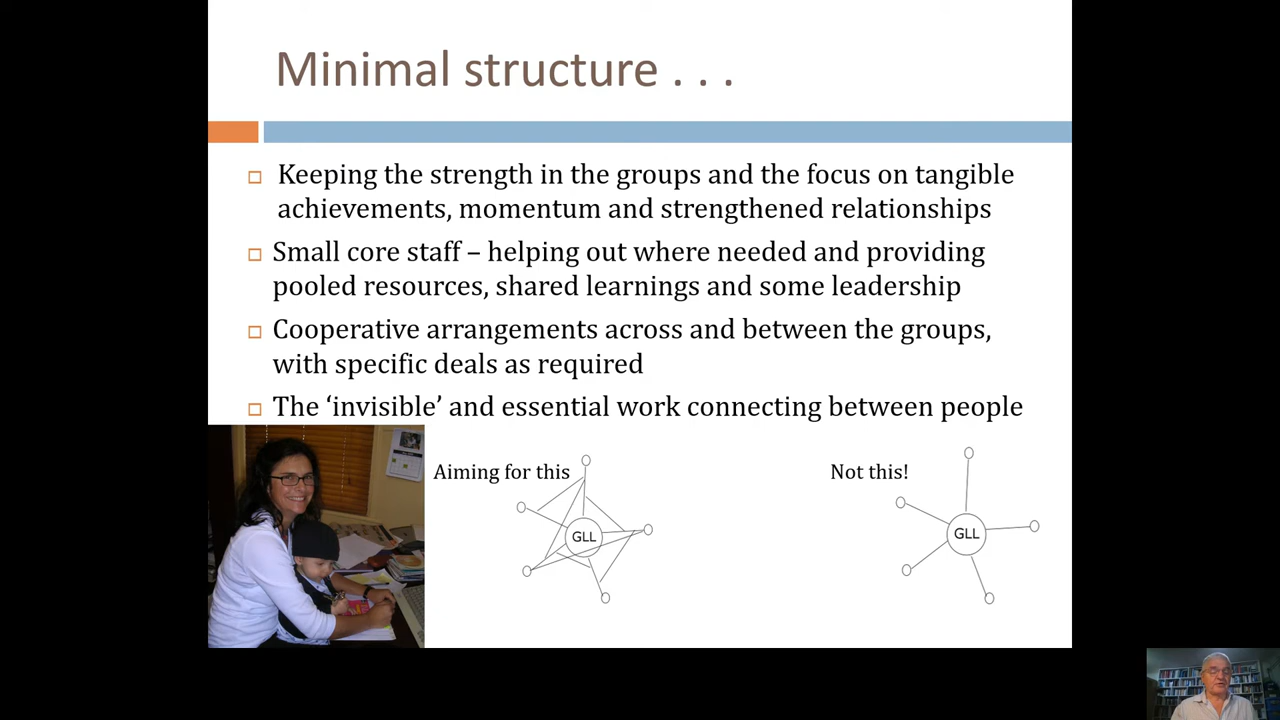 Minimal structure . . .
Keeping the strength in the groups and the focus on tangible
achievements, momentum and strengthened relationships
Small core staff – helping out where needed and providing
pooled resources, shared learnings and some leadership
Cooperative arrangements across and between the groups,
with specific deals as required
The ‘invisible’ and essential work connecting between people
Aiming for this
Not this!
GLL
GLL